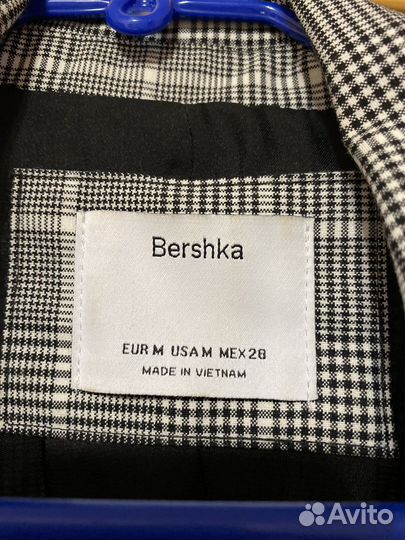 Bershka
EUR M USA M MEX 28
MADE IN VIETNAM
Avito